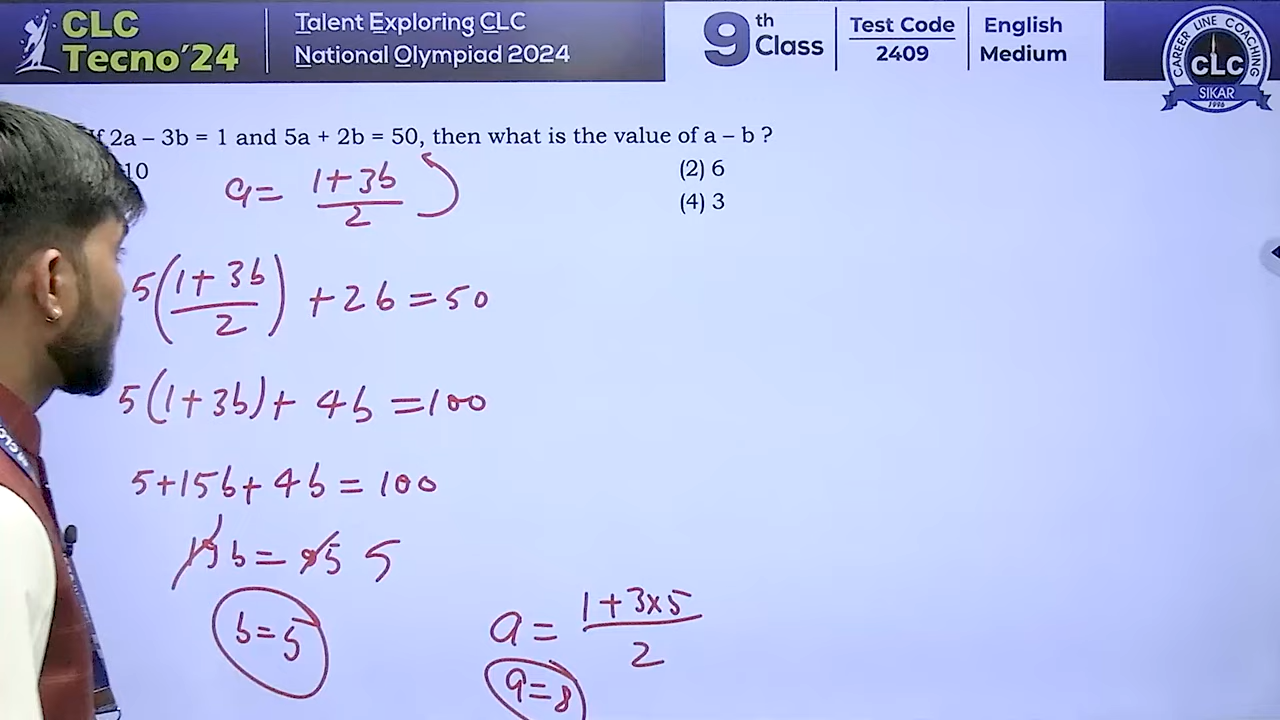 CLC
Tecno'24
Talent Exploring CLC
National Olympiad 2024
9th Class
Test Code
2409
English
Medium
CAREER LINE COACHING
CLC
SIKAR
1996
2a – 3b = 1 and 5a + 2b = 50, then what is the value of a – b ?
10
(2) 6
(4) 3
a = (1 + 3b)/2
5((1 + 3b)/2) + 2b = 50
5(1+3b) + 4b = 100
5+15b+4b = 100
19b = 95 5
b = 5
a = (1+3×5)/2
a = 8